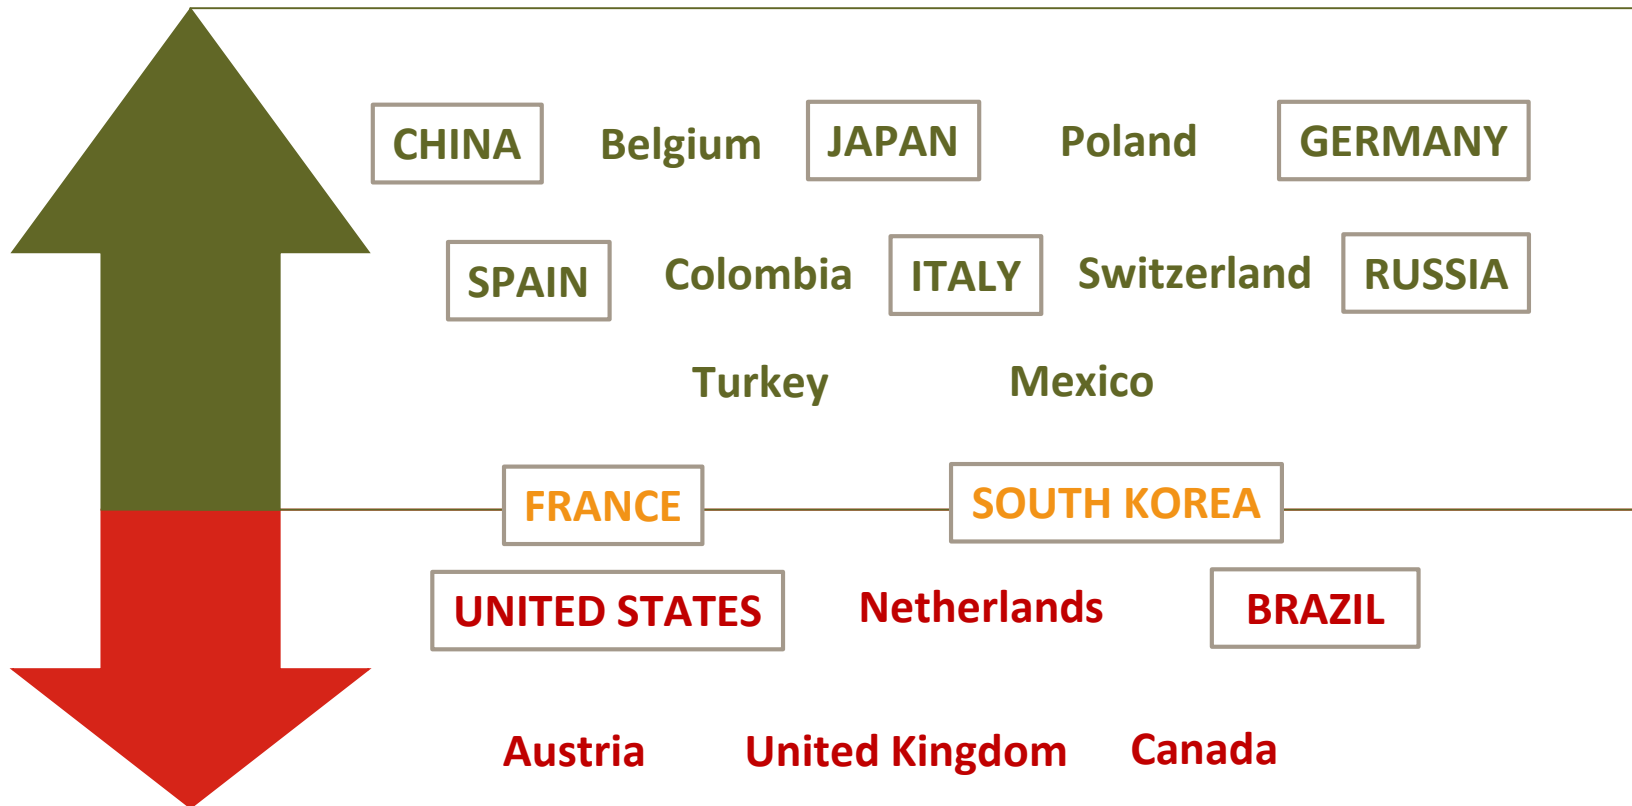 CHINA Belgium JAPAN Poland GERMANY
SPAIN Colombia ITALY Switzerland RUSSIA
Turkey Mexico
FRANCE SOUTH KOREA
UNITED STATES Netherlands BRAZIL
Austria United Kingdom Canada